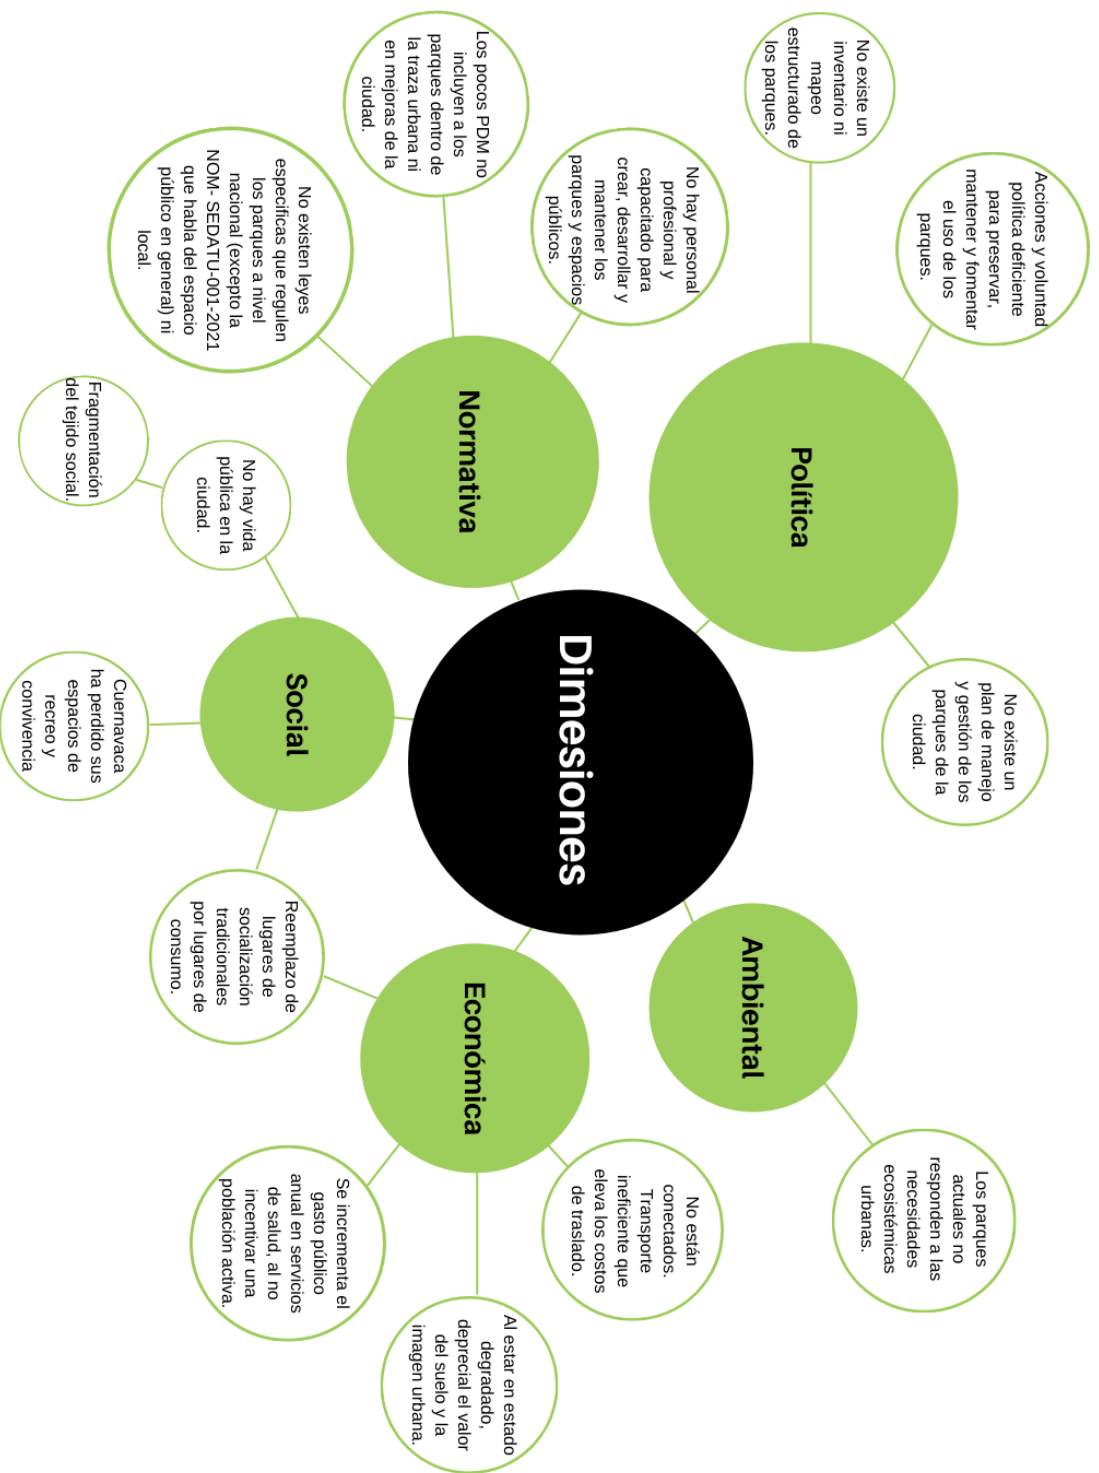 Dimesiones
Política
No existe un
inventario ni
mapeo
estructurado de
los parques.
Acciones y voluntad
política deficiente
para preservar,
mantener y fomentar
el uso de los
parques.
No existe un
plan de manejo
y gestión de los
parques de la
ciudad.
Ambiental
Los parques
actuales no
responden a las
necesidades
ecosistémicas
urbanas.
Económica
No están
conectados.
Transporte
ineficiente que
eleva los costos
de traslado.
Al estar en estado
degradado,
deprecial el valor
del suelo y la
imagen urbana.
Se incrementa el
gasto público
anual en servicios
de salud, al no
incentivar una
población activa.
Reemplazo de
lugares de
socialización
tradicionales
por lugares de
consumo.
Social
Cuernavaca
ha perdido sus
espacios de
recreo y
convivencia
No hay vida
pública en la
ciudad.
Fragmentación
del tejido social.
Normativa
No existen leyes
especificas que regulen
los parques a nivel
nacional (excepto la
NOM- SEDATU-001-2021
que habla del espacio
público en general) ni
local.
Los pocos PDM no
incluyen a los
parques dentro de
la traza urbana ni
en mejoras de la
ciudad.
No hay personal
profesional y
capacitado para
crear, desarrollar y
mantener los
parques y espacios
públicos.